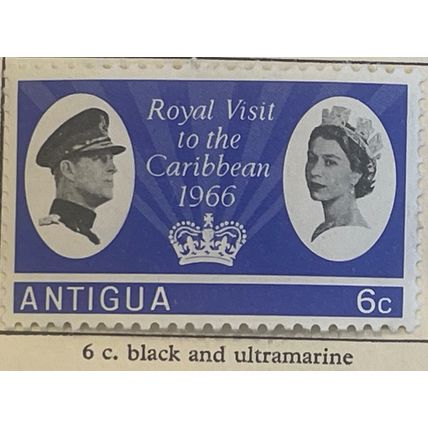 Royal Visit
to the
Caribbean
1966
ANTIGUA 6c
6 c. black and ultramarine